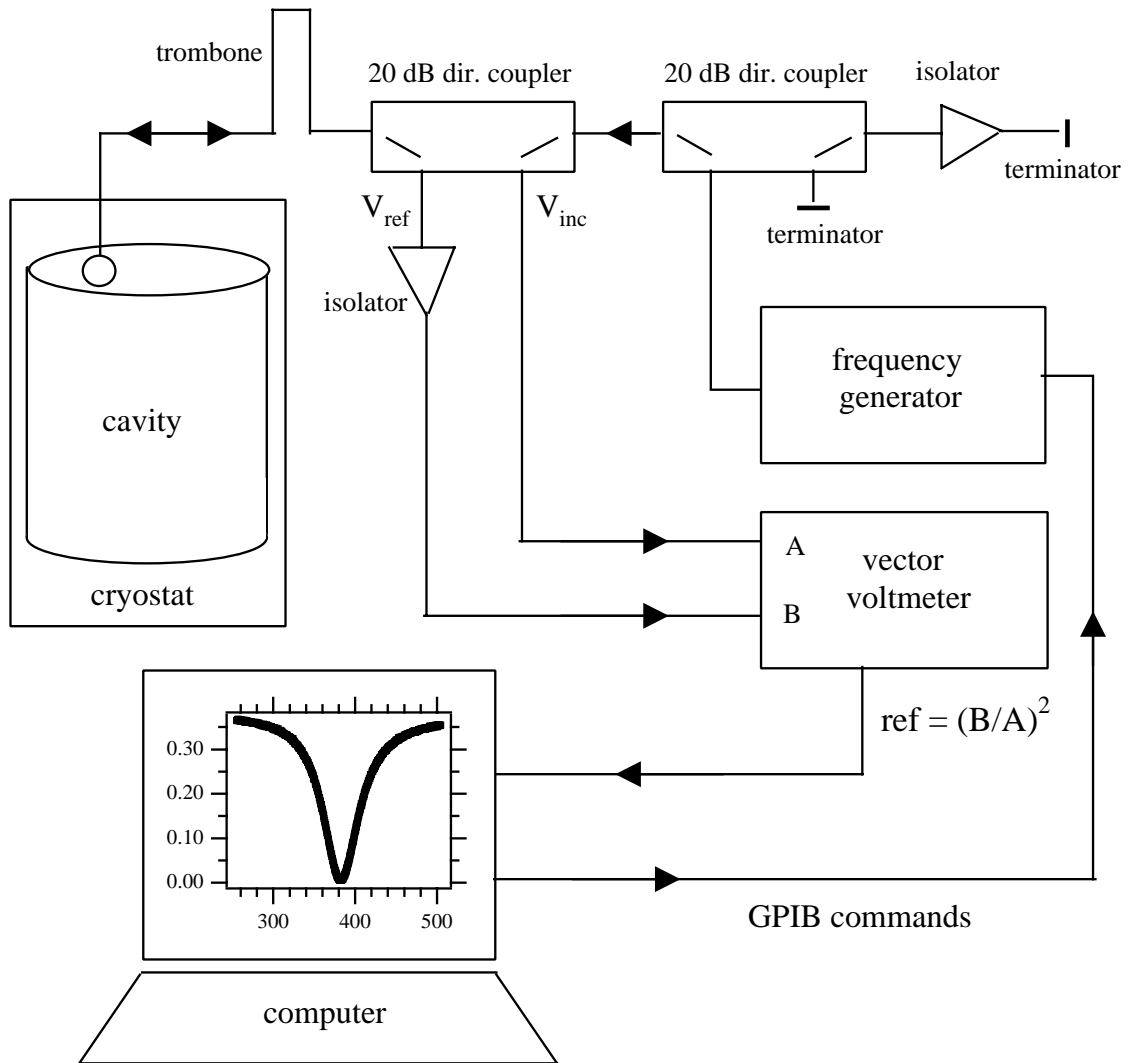 trombone
20 dB dir. coupler
20 dB dir. coupler
isolator
terminator
V_ref
V_inc
terminator
isolator
frequency
generator
cavity
cryostat
A
vector
voltmeter
B
ref = (B/A)^2
0.30
0.20
0.10
0.00
300 400 500
GPIB commands
computer